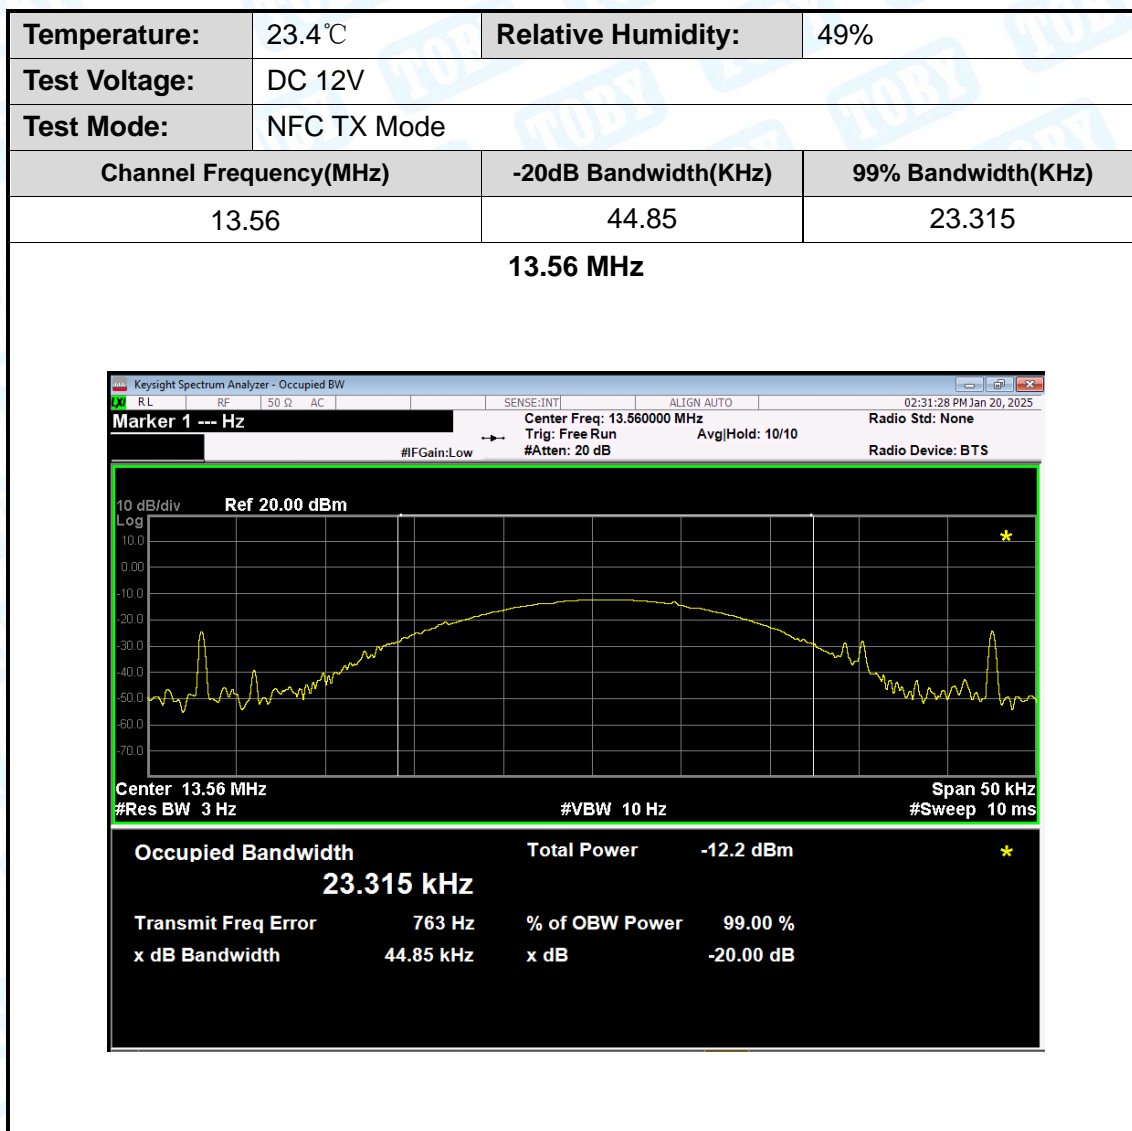 Temperature: 23.4℃ Relative Humidity: 49%
Test Voltage: DC 12V
Test Mode: NFC TX Mode
Channel Frequency(MHz) -20dB Bandwidth(KHz) 99% Bandwidth(KHz)
13.56 44.85 23.315
13.56 MHz
Keysight Spectrum Analyzer - Occupied BW
LXI RL RF 50 Ω AC SENSE:INT ALIGN AUTO 02:31:28 PM Jan 20, 2025
Marker 1 --- Hz Center Freq: 13.560000 MHz Radio Std: None
Trig: Free Run Avg|Hold: 10/10
#IFGain:Low #Atten: 20 dB Radio Device: BTS
10 dB/div Ref 20.00 dBm
Log
10.0
0.00
-10.0
-20.0
-30.0
-40.0
-50.0
-60.0
-70.0
Center 13.56 MHz Span 50 kHz
#Res BW 3 Hz #VBW 10 Hz #Sweep 10 ms
Occupied Bandwidth Total Power -12.2 dBm
23.315 kHz
Transmit Freq Error 763 Hz % of OBW Power 99.00 %
x dB Bandwidth 44.85 kHz x dB -20.00 dB
TOBY